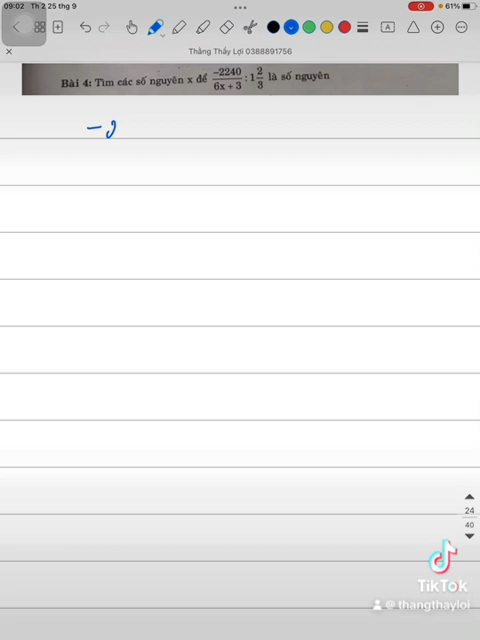 09:02 Th 2 25 thg 9
61%
Thằng Thầy Lợi 0388891756
Bài 4: Tìm các số nguyên x để -2240/(6x + 3) : 1 2/3 là số nguyên
24
40
TikTok
@ thangthayloi